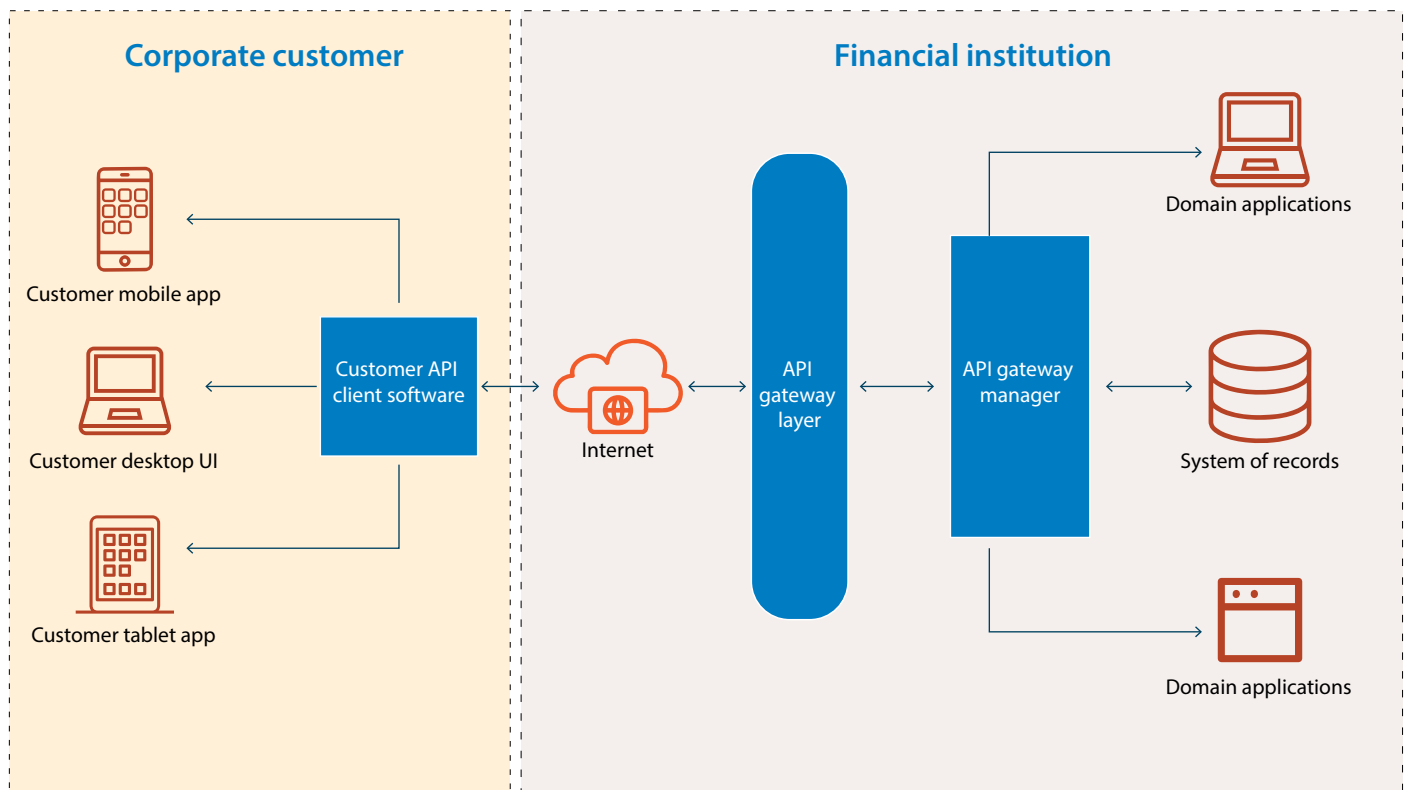 Corporate customer
Customer mobile app
Customer desktop UI
Customer tablet app
Customer API
client software
Financial institution
Internet
API
gateway
layer
API gateway
manager
Domain applications
System of records
Domain applications